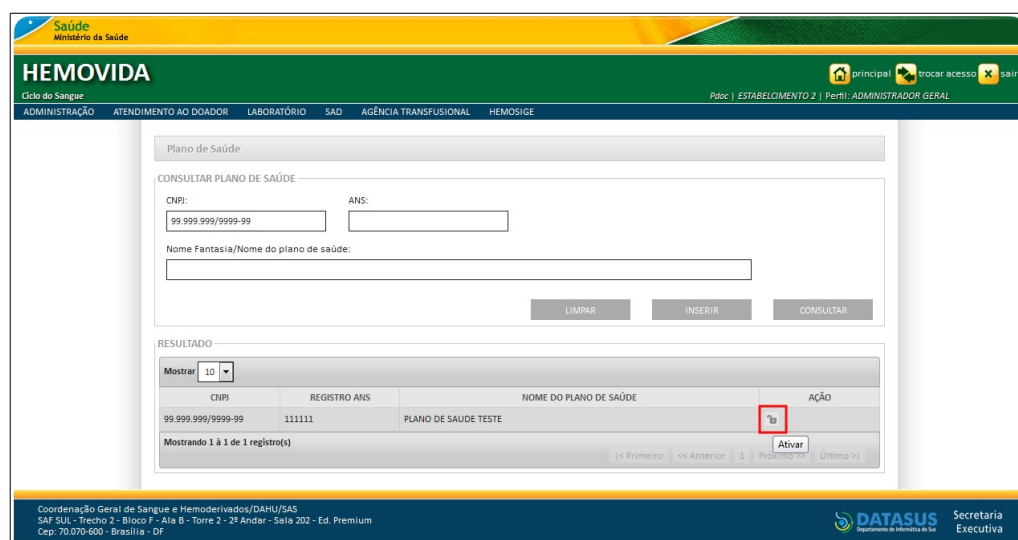 Saúde
Ministério da Saúde
HEMOVIDA
Ciclo do Sangue
principal trocar acesso sair
Pdoc | ESTABELCIMENTO 2 | Perfil: ADMINISTRADOR GERAL
ADMINISTRAÇÃO ATENDIMENTO AO DOADOR LABORATÓRIO SAD AGÊNCIA TRANSFUSIONAL HEMOSIGE
Plano de Saúde
CONSULTAR PLANO DE SAÚDE
CNPJ: ANS:
99.999.999/9999-99
Nome Fantasia/Nome do plano de saúde:
LIMPAR INSERIR CONSULTAR
RESULTADO
Mostrar 10
CNPJ REGISTRO ANS NOME DO PLANO DE SAÚDE AÇÃO
99.999.999/9999-99 111111 PLANO DE SAUDE TESTE
Ativar
Mostrando 1 à 1 de 1 registro(s)
|< Primeiro << Anterior 1 Próximo >> Último >|
Coordenação Geral de Sangue e Hemoderivados/DAHU/SAS
SAF SUL - Trecho 2 - Bloco F - Ala B - Torre 2 - 2º Andar - Sala 202 - Ed. Premium
Cep: 70.070-600 - Brasília - DF
DATASUS
Departamento de Informática do Sus
Secretaria
Executiva